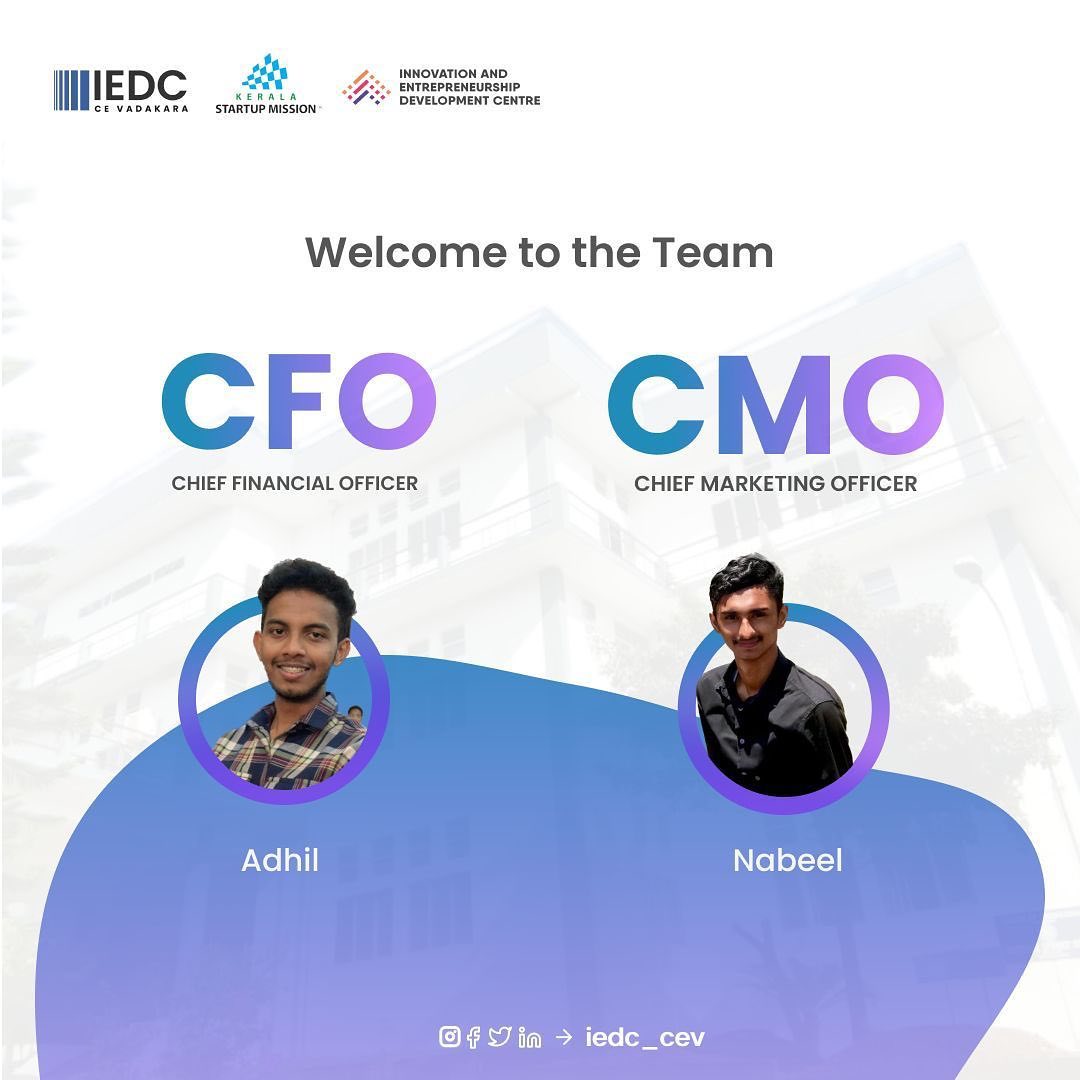 IEDC
CE VADAKARA
KERALA
STARTUP MISSION
INNOVATION AND
ENTREPRENEURSHIP
DEVELOPMENT CENTRE
Welcome to the Team
CFO
CHIEF FINANCIAL OFFICER
CMO
CHIEF MARKETING OFFICER
Adhil
Nabeel
iedc_cev